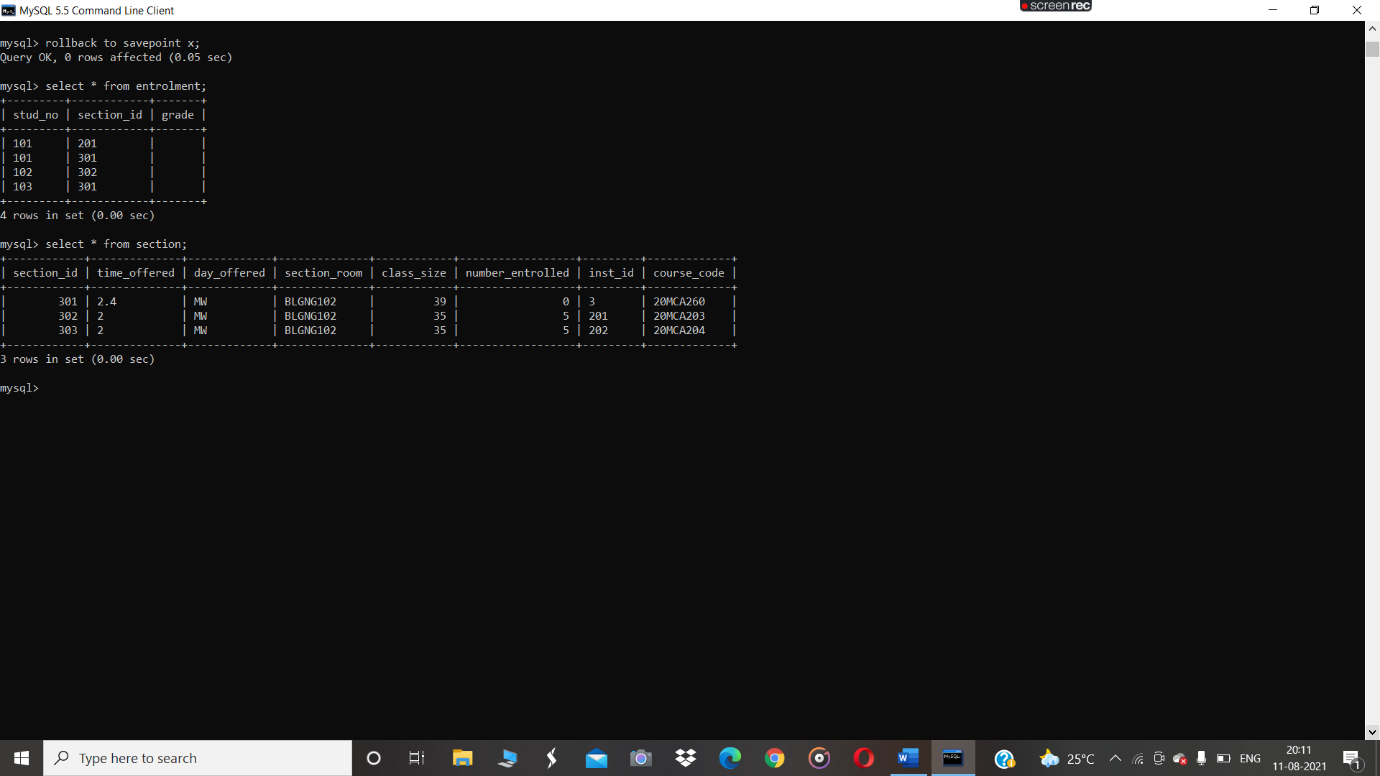 MySQL 5.5 Command Line Client
screenrec
mysql> rollback to savepoint x;
Query OK, 0 rows affected (0.05 sec)
mysql> select * from entrolment;
+---------+------------+-------+
| stud_no | section_id | grade |
+---------+------------+-------+
| 101     | 201        |       |
| 101     | 301        |       |
| 102     | 302        |       |
| 103     | 301        |       |
+---------+------------+-------+
4 rows in set (0.00 sec)
mysql> select * from section;
+------------+--------------+-------------+--------------+------------+------------------+---------+-------------+
| section_id | time_offered | day_offered | section_room | class_size | number_entrolled | inst_id | course_code |
+------------+--------------+-------------+--------------+------------+------------------+---------+-------------+
|        301 | 2.4          | MW          | BLGNG102     |         39 |                0 | 3       | 20MCA260    |
|        302 | 2            | MW          | BLGNG102     |         35 |                5 | 201     | 20MCA203    |
|        303 | 2            | MW          | BLGNG102     |         35 |                5 | 202     | 20MCA204    |
+------------+--------------+-------------+--------------+------------+------------------+---------+-------------+
3 rows in set (0.00 sec)
mysql>
Type here to search
25°C
ENG
20:11
11-08-2021
1